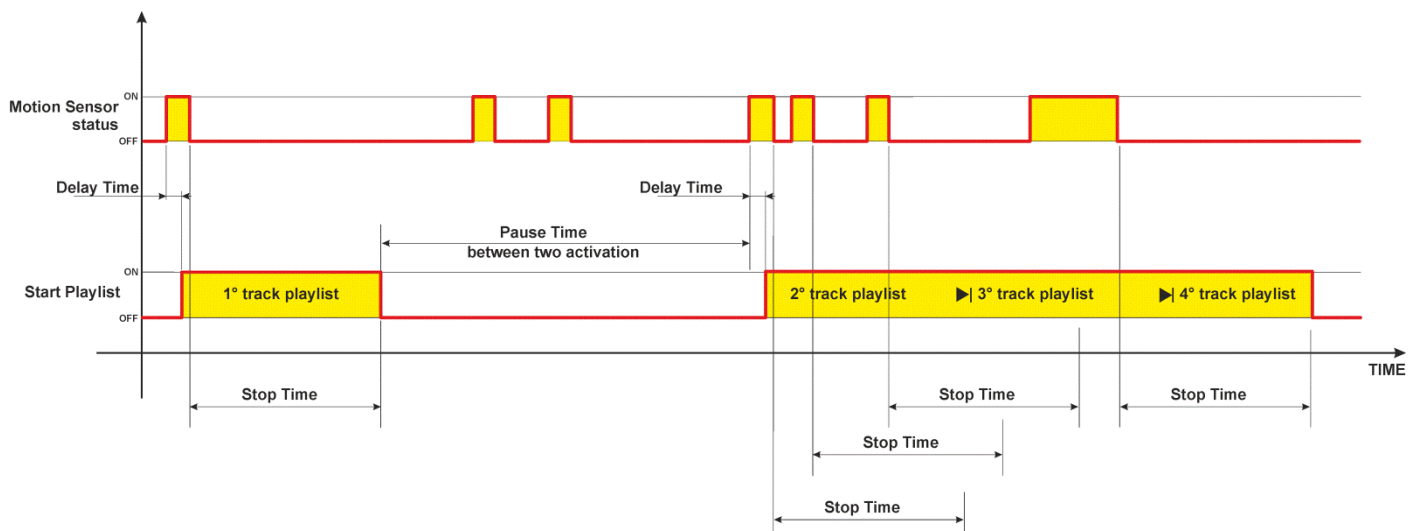 ON
Motion Sensor
status
OFF
Delay Time
Delay Time
Pause Time
between two activation
ON
Start Playlist
1° track playlist
2° track playlist
3° track playlist
4° track playlist
OFF
TIME
Stop Time
Stop Time
Stop Time
Stop Time
Stop Time